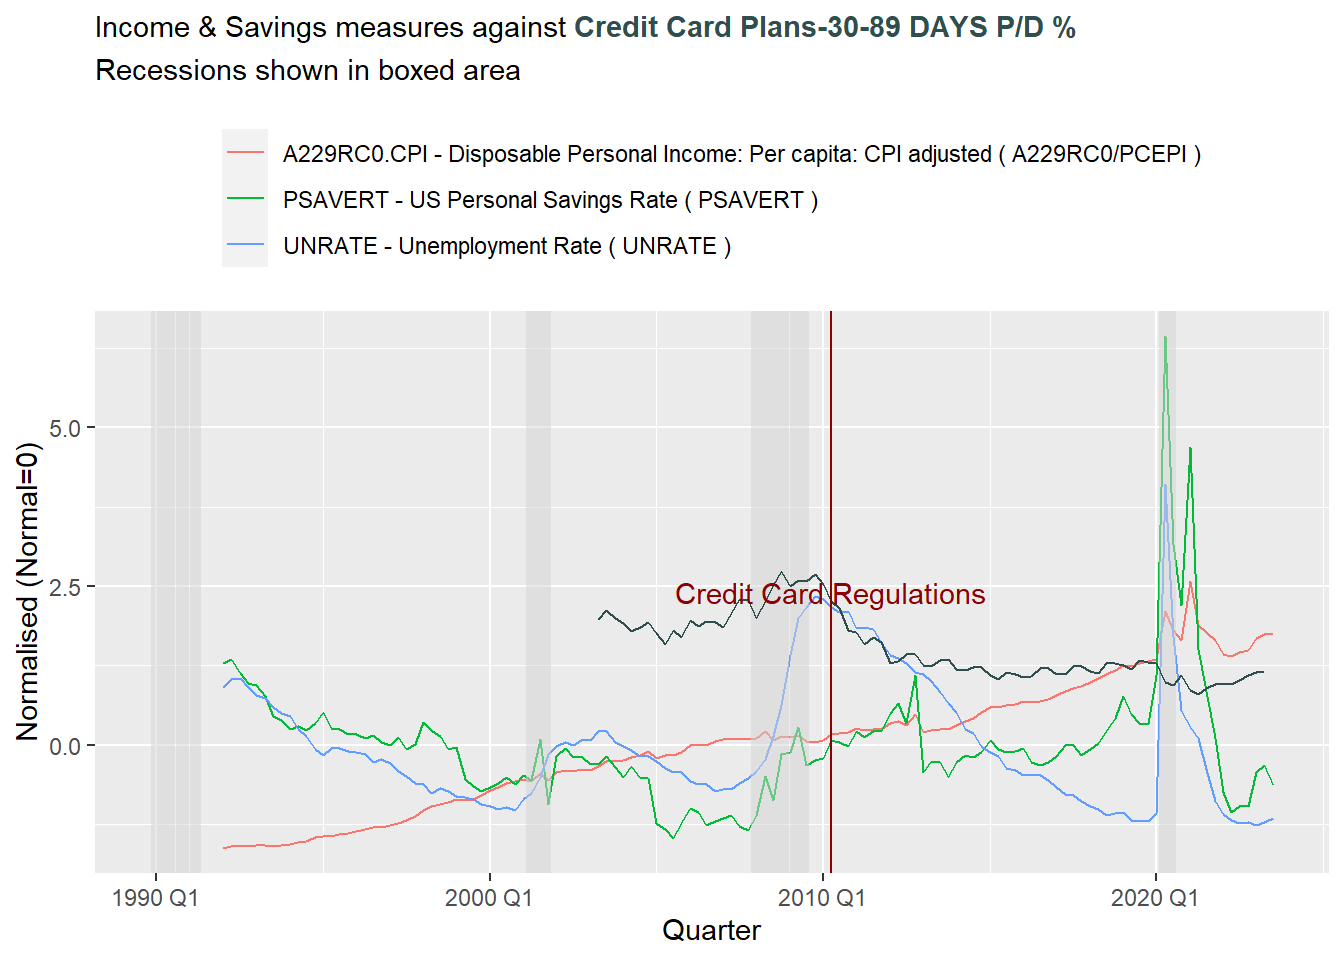 Income & Savings measures against Credit Card Plans-30-89 DAYS P/D %
Recessions shown in boxed area
A229RC0.CPI - Disposable Personal Income: Per capita: CPI adjusted ( A229RC0/PCEPI )
PSAVERT - US Personal Savings Rate ( PSAVERT )
UNRATE - Unemployment Rate ( UNRATE )
Normalised (Normal=0)
5.0
2.5
0.0
Credit Card Regulations
1990 Q1
2000 Q1
2010 Q1
2020 Q1
Quarter